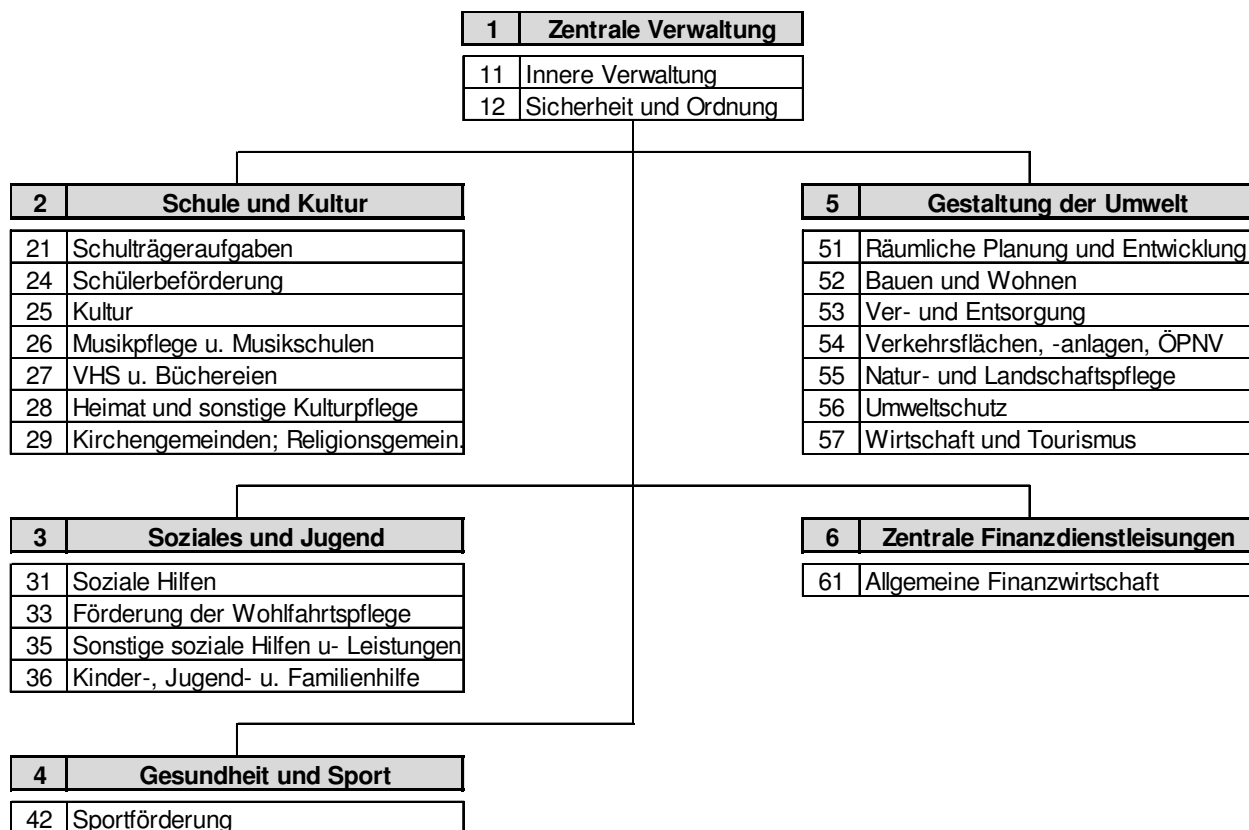 1 Zentrale Verwaltung
11 Innere Verwaltung
12 Sicherheit und Ordnung
2 Schule und Kultur
21 Schulträgeraufgaben
24 Schülerbeförderung
25 Kultur
26 Musikpflege u. Musikschulen
27 VHS u. Büchereien
28 Heimat und sonstige Kulturpflege
29 Kirchengemeinden; Religionsgemein.
5 Gestaltung der Umwelt
51 Räumliche Planung und Entwicklung
52 Bauen und Wohnen
53 Ver- und Entsorgung
54 Verkehrsflächen, -anlagen, ÖPNV
55 Natur- und Landschaftspflege
56 Umweltschutz
57 Wirtschaft und Tourismus
3 Soziales und Jugend
31 Soziale Hilfen
33 Förderung der Wohlfahrtspflege
35 Sonstige soziale Hilfen u- Leistungen
36 Kinder-, Jugend- u. Familienhilfe
6 Zentrale Finanzdienstleisungen
61 Allgemeine Finanzwirtschaft
4 Gesundheit und Sport
42 Sportförderung